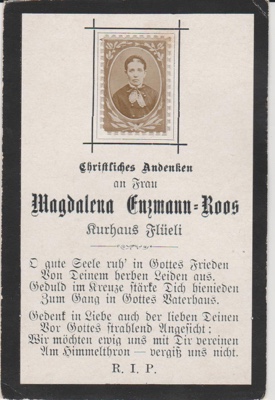 Christliches Andenken
an Frau
Magdalena Enzmann=Roos
Kurhaus Flüeli
O gute Seele ruh' in Gottes Frieden
Von Deinem herben Leiden aus.
Geduld im Kreuze stärke Dich hienieden
Zum Gang in Gottes Vaterhaus.
Gedenk in Liebe auch der lieben Deinen
Vor Gottes strahlend Angesicht;
Wir möchten ewig uns mit Dir vereinen
Am Himmelthron — vergiß uns nicht.
R. I. P.